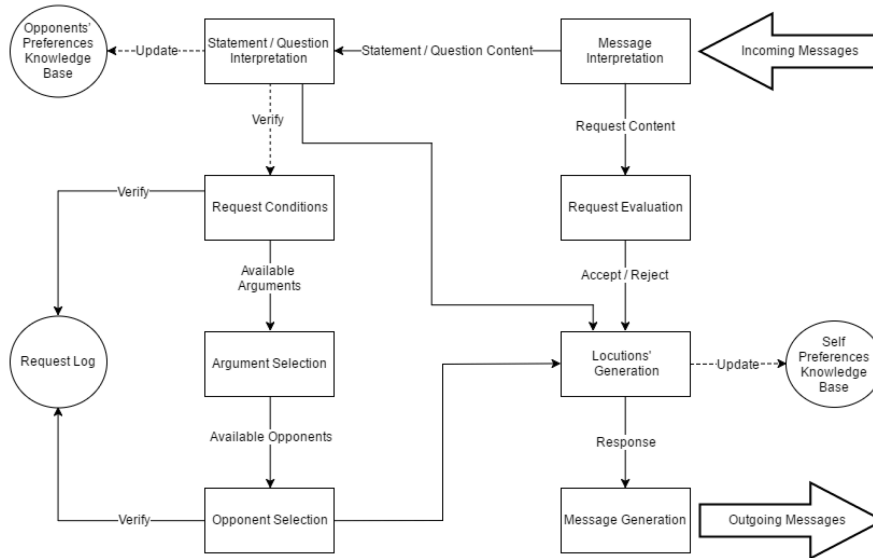 Opponents'
Preferences
Knowledge
Base
Update
Statement / Question
Interpretation
Statement / Question Content
Message
Interpretation
Incoming Messages
Verify
Request Content
Verify
Request Conditions
Request Evaluation
Available
Arguments
Accept / Reject
Request Log
Argument Selection
Locutions'
Generation
Update
Self
Preferences
Knowledge
Base
Available Opponents
Response
Verify
Opponent Selection
Message Generation
Outgoing Messages